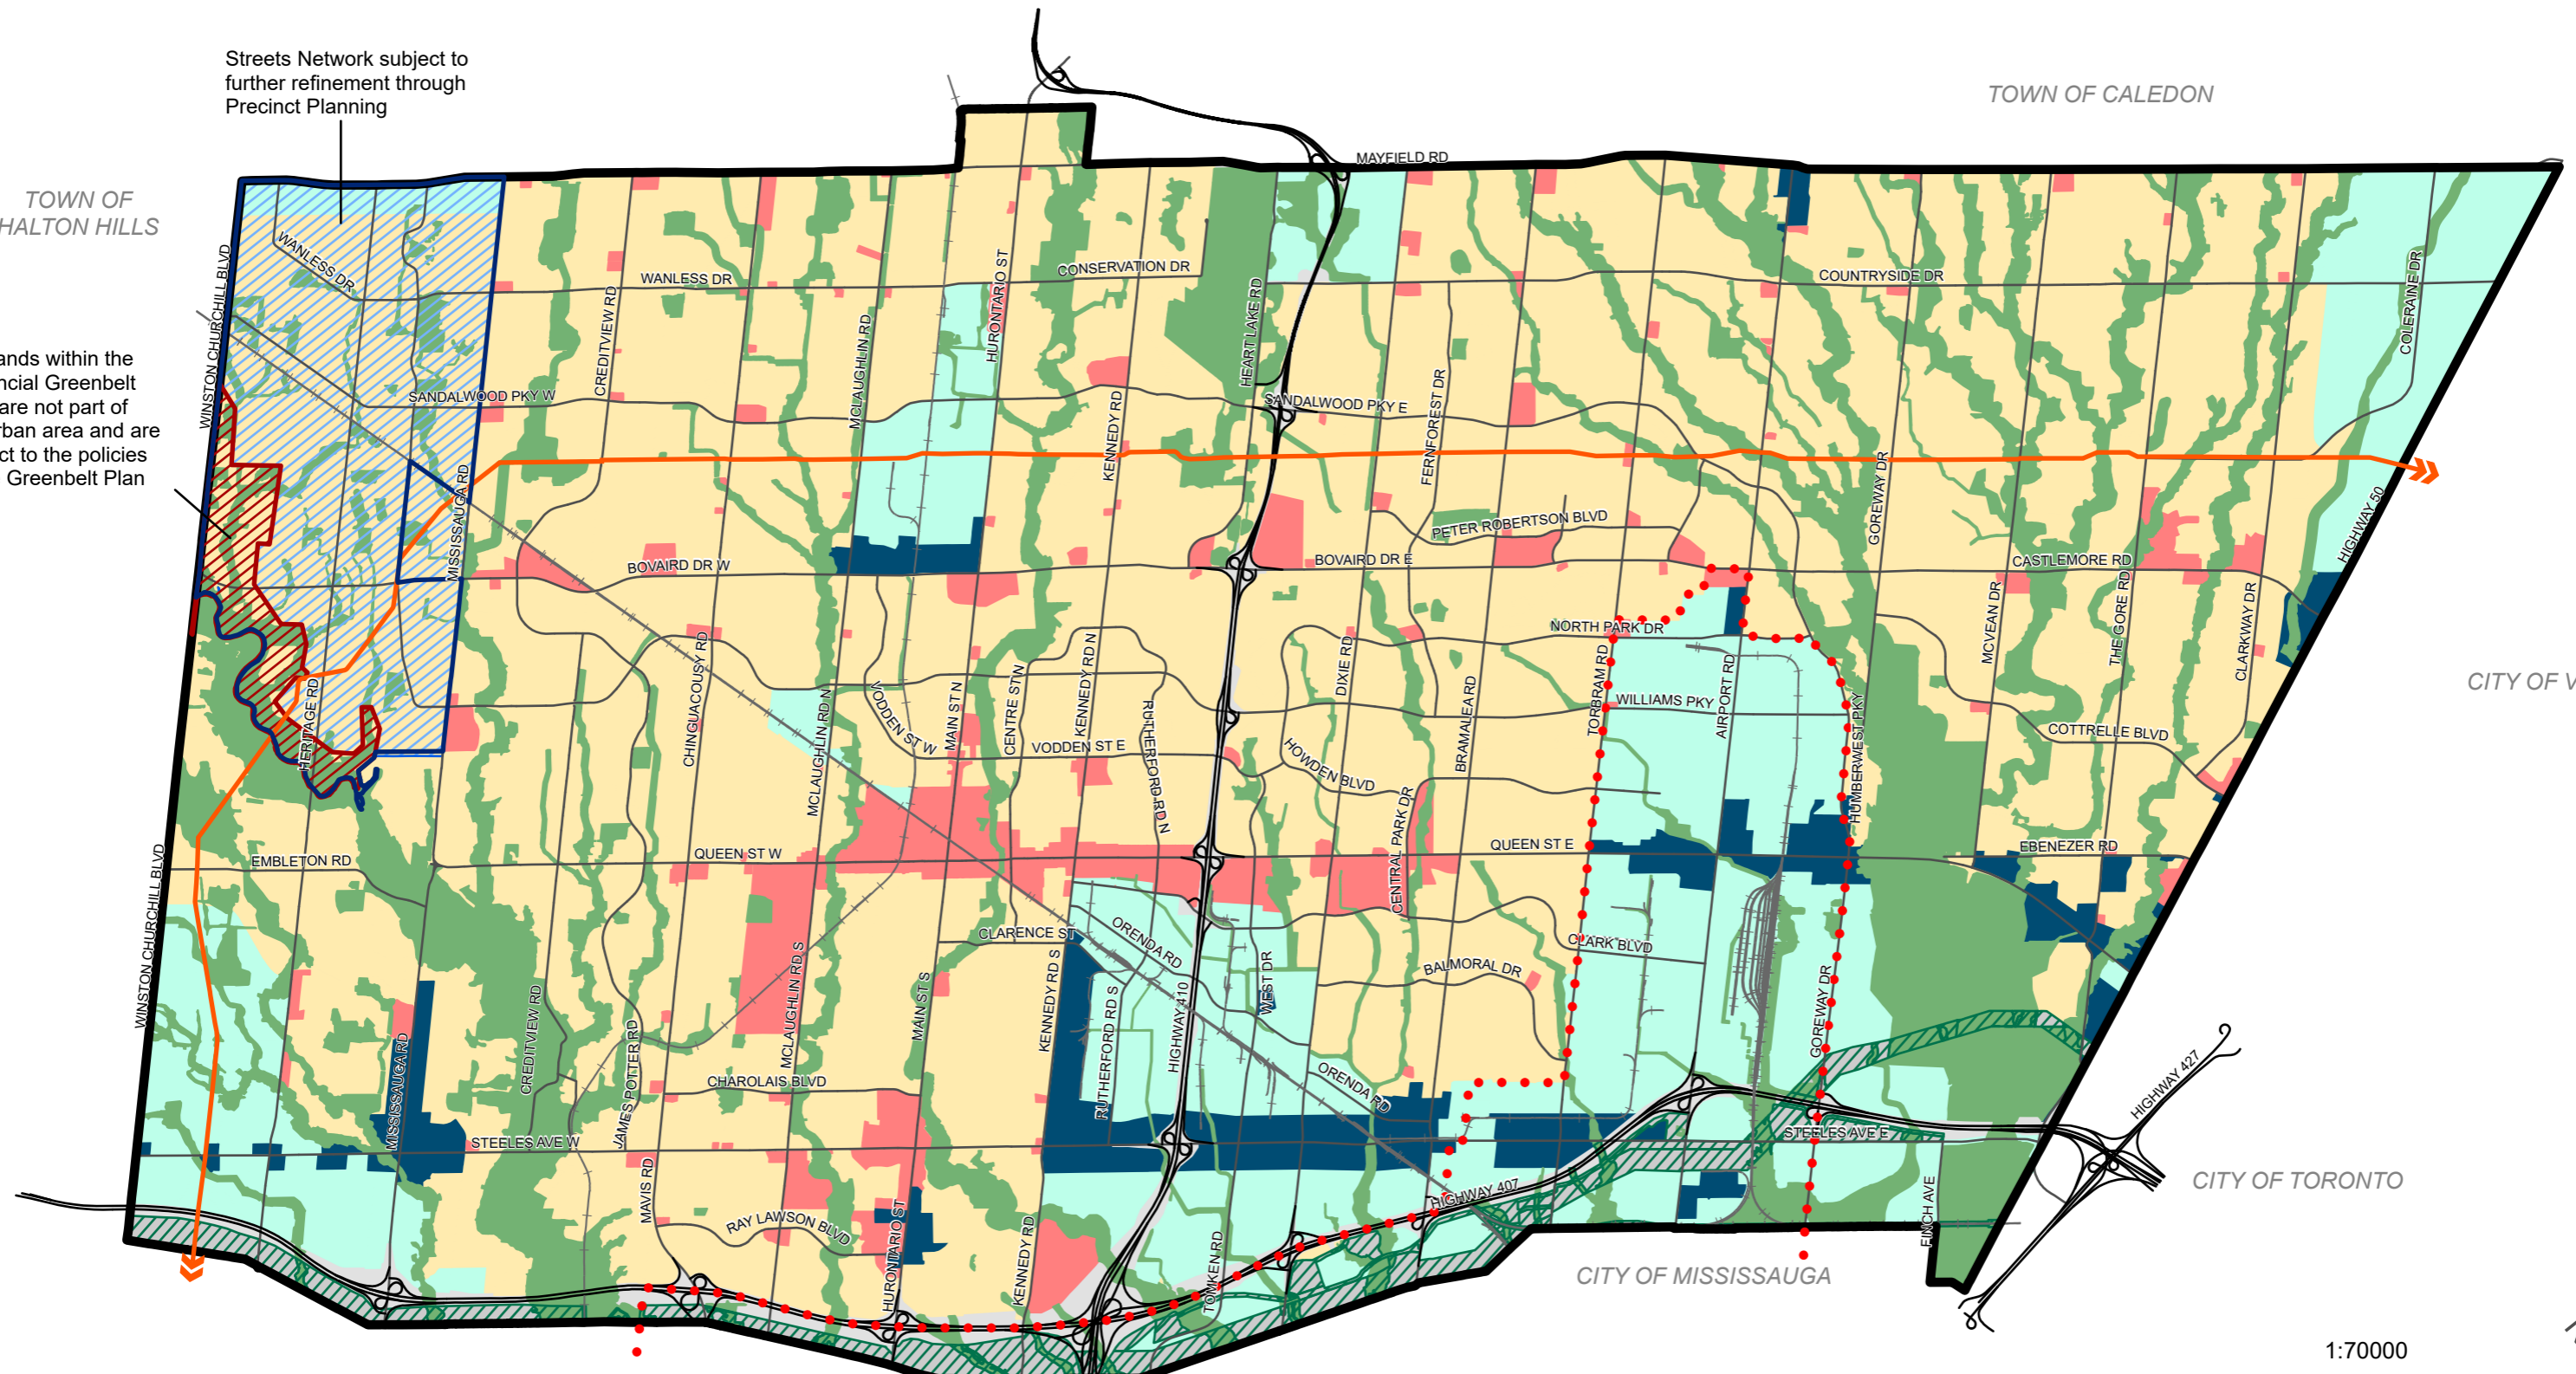 Streets Network subject to
further refinement through
Precinct Planning
TOWN OF CALEDON
TOWN OF
HALTON HILLS
MAYFIELD RD
WANLESS DR
WINSTON CHURCHILL BLVD
WANLESS DR
CREDITVIEW RD
MCLAUGHLIN RD
HURONTARIO ST
CONSERVATION DR
HEART LAKE RD
COUNTRYSIDE DR
COLERAINE DR
ands within the
ncial Greenbelt
are not part of
rban area and are
ct to the policies
Greenbelt Plan
SANDALWOOD PKY W
KENNEDY RD
SANDALWOOD PKY E
FERNFOREST DR
GOREWAY DR
MISSISSAUGA RD
PETER ROBERTSON BLVD
HIGHWAY 50
BOVAIRD DR W
BOVAIRD DR E
CASTLEMORE RD
MCVEAN DR
THE GORE RD
CLARKWAY DR
NORTH PARK DR
HERITAGE RD
CHINGUACOUSY RD
MCLAUGHLIN RD N
VODDEN ST W
MAIN ST N
CENTRE ST N
KENNEDY RD N
RUTHERFORD RD N
VODDEN ST E
DIXIE RD
HOWDEN BLVD
BRAMALEA RD
TORBRAM RD
WILLIAMS PKY
AIRPORT RD
HUMBERWEST PKY
COTTRELLE BLVD
CITY OF V
CENTRAL PARK DR
EMBLETON RD
QUEEN ST W
QUEEN ST E
EBENEZER RD
WINSTON CHURCHILL BLVD
CLARENCE ST
ORENDA RD
CLARK BLVD
BALMORAL DR
WEST DR
MISSISSAUGA RD
CREDITVIEW RD
JAMES POTTER RD
MCLAUGHLIN RD S
MAIN ST S
KENNEDY RD S
RUTHERFORD RD S
HIGHWAY 410
GOREWAY DR
CHAROLAIS BLVD
ORENDA RD
HIGHWAY 427
STEELES AVE W
STEELES AVE E
MAVIS RD
RAY LAWSON BLVD
HURONTARIO ST
KENNEDY RD
TOMKEN RD
HIGHWAY 407
FINCH AVE
CITY OF TORONTO
CITY OF MISSISSAUGA
1:70000